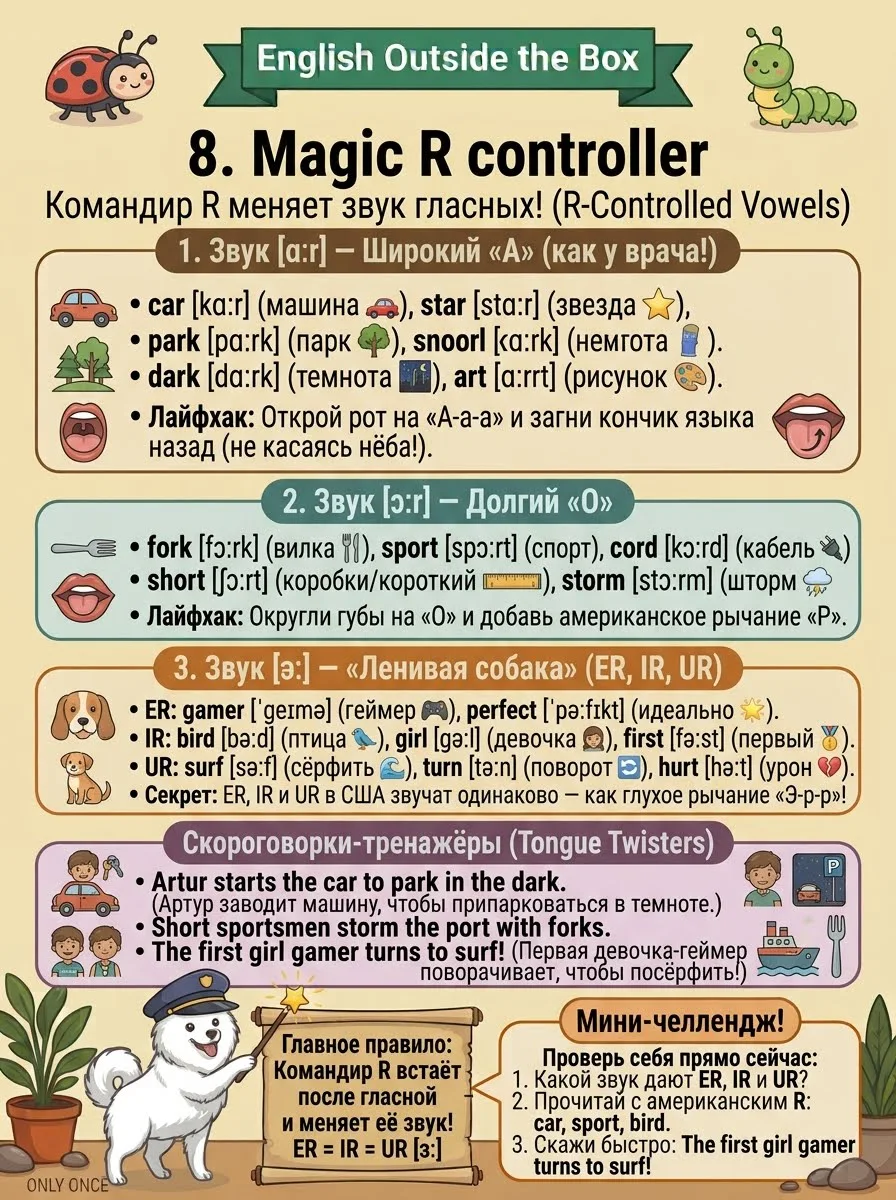 English Outside the Box
8. Magic R controller
Командир R меняет звук гласных! (R-Controlled Vowels)
1. Звук [ɑːr] — Широкий «А» (как у врача!)
• car [kɑːr] (машина 🚗), star [stɑːr] (звезда ⭐),
• park [pɑːrk] (парк 🌳), snoorl [ʞɑːrk] (немгота ).
• dark [dɑːrk] (темнота 🌃), art [ɑːrrt] (рисунок 🎨).
• Лайфхак: Открой рот на «А-а-а» и загни кончик языка
назад (не касаясь нёба!).
2. Звук [ɔːr] — Долгий «О»
• fork [fɔːrk] (вилка 🍴), sport [spɔːrt] (спорт), cord [kɔːrd] (кабель 🔌)
• short [ʃɔːrt] (коробки/короткий 📏), storm [stɔːrm] (шторм ⛈️
• Лайфхак: Округли губы на «О» и добавь американское рычание «Р».
3. Звук [əː] — «Ленивая собака» (ER, IR, UR)
• ER: gamer [ˈgeɪmə] (геймер 🎮), perfect [ˈpəːfɪkt] (идеально 🌟).
• IR: bird [bəːd] (птица 🐦), girl [gəːl] (девочка 👧), first [fəːst] (первый 🥇).
• UR: surf [səːf] (сёрфить 🌊), turn [təːn] (поворот 🔄), hurt [həːt] (урон 💔).
• Секрет: ER, IR и UR в США звучат одинаково — как глухое рычание «Э-р-р»!
Скороговорки-тренажёры (Tongue Twisters)
• Artur starts the car to park in the dark.
(Артур заводит машину, чтобы припарковаться в темноте.)
• Short sportsmen storm the port with forks.
• The first girl gamer turns to surf! (Первая девочка-геймер
поворачивает, чтобы посёрфить!)
P
Главное правило:
Командир R встаёт
после гласной
и меняет её звук!
ER = IR = UR [ɜː]
Мини-челлендж!
Проверь себя прямо сейчас:
1. Какой звук дают ER, IR и UR?
2. Прочитай с американским R:
car, sport, bird.
3. Скажи быстро: The first girl gamer
turns to surf!
ONLY ONCE